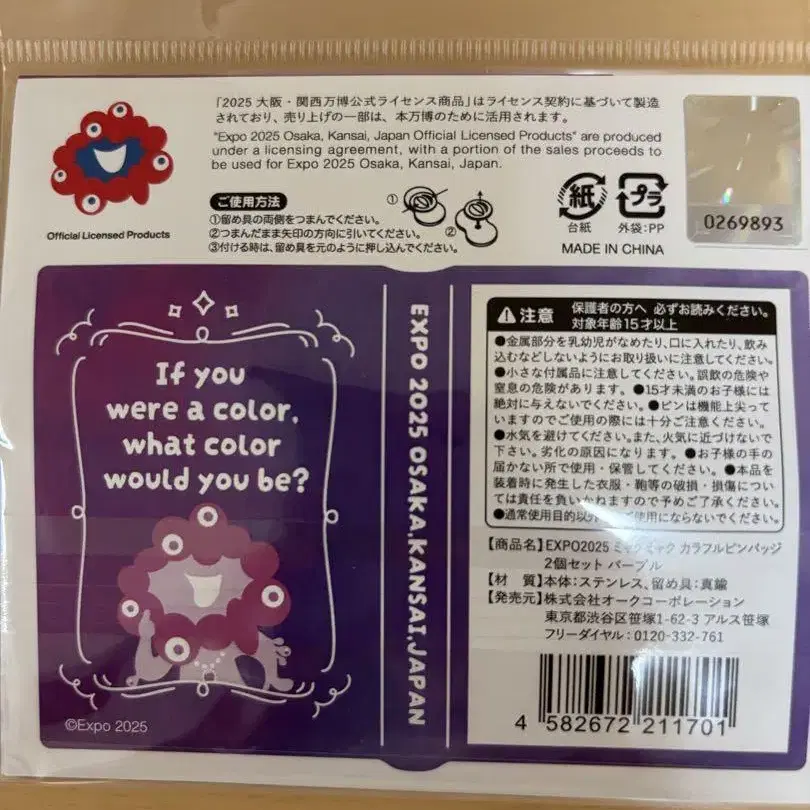 「2025 大阪・関西万博公式ライセンス商品」はライセンス契約に基づいて製造
されており、売り上げの一部は、本万博のために活用されます。
"Expo 2025 Osaka, Kansai, Japan Official Licensed Products" are produced
under a licensing agreement, with a portion of the sales proceeds to
be used for Expo 2025 Osaka, Kansai, Japan.
Official Licensed Products
ご使用方法
①留め具の両側をつまんでください。
②つまんだまま矢印の方向に引いてください。
③付ける時は、留め具を元のように押し込んでください。
①
②
紙
台紙
プラ
外袋:PP
MADE IN CHINA
0269893
If you
were a color,
what color
would you be?
©Expo 2025
EXPO 2025 OSAKA,KANSAI,JAPAN
注意
保護者の方へ 必ずお読みください。
対象年齢15才以上
●金属部分を乳幼児がなめたり、口に入れたり、飲み
込むなどしないようにお取り扱いに注意してください。
●小さな付属品に注意してください。誤飲の危険や
窒息の危険があります。●15才未満のお子様には
絶対に与えないでください。●ピンは機能上尖って
いますのでご使用の際には十分ご注意ください。
●水気を避けてください。また、火気に近づけないで
下さい。劣化の原因になります。●お子様の手の
届かない所で使用・保管してください。●本品を
装着時に発生した衣服・鞄等の破損・損傷につい
ては責任を負いかねますので予めご了承ください。
●通常使用目的以外 ご使用にならないでください。
【商品名】EXPO2025 ミャクミャク カラフルピンバッジ
2個セット パープル
【材 質】本体:ステンレス、留め具:真鍮
【発売元】株式会社オークコーポレーション
東京都渋谷区笹塚1-62-3 アルス笹塚
フリーダイヤル:0120-332-761
4 582672 211701